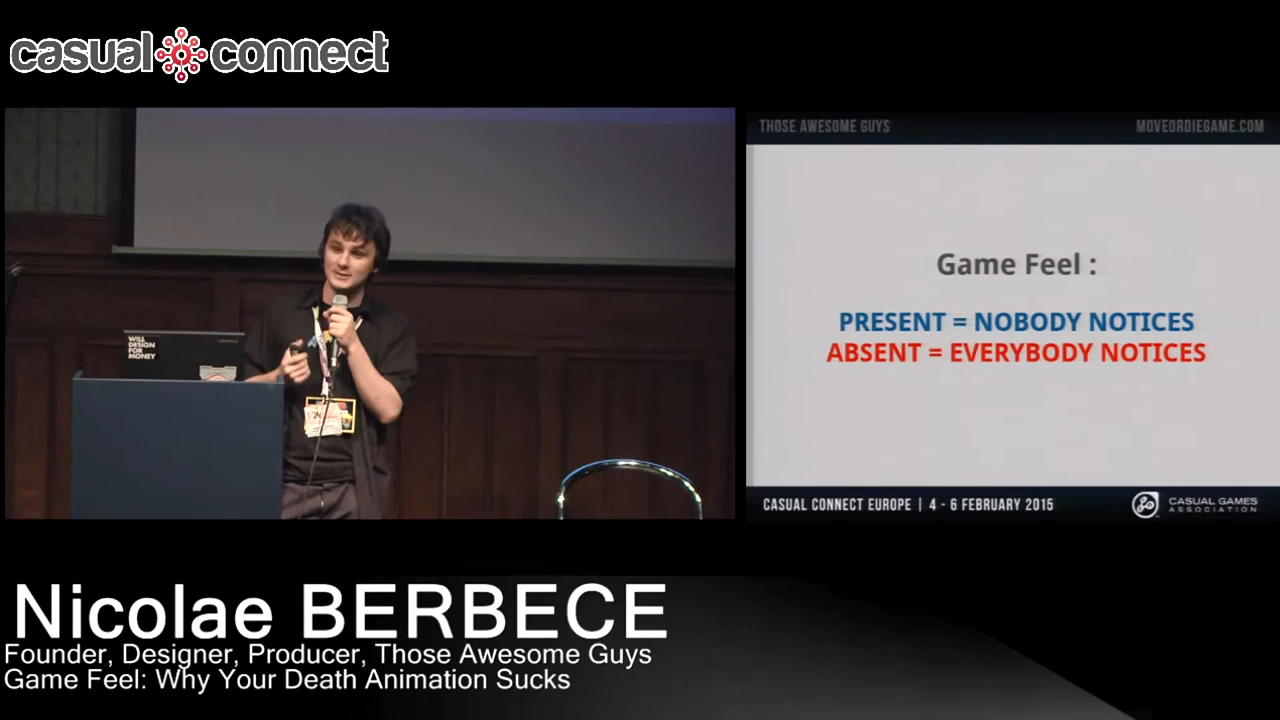 casual connect
THOSE AWESOME GUYS
MOVEORDIEGAME.COM
WILL
DESIGN
FOR
MONEY
Game Feel :
PRESENT = NOBODY NOTICES
ABSENT = EVERYBODY NOTICES
CASUAL CONNECT EUROPE | 4 - 6 FEBRUARY 2015
CASUAL GAMES
ASSOCIATION
Nicolae BERBECE
Founder, Designer, Producer, Those Awesome Guys
Game Feel: Why Your Death Animation Sucks